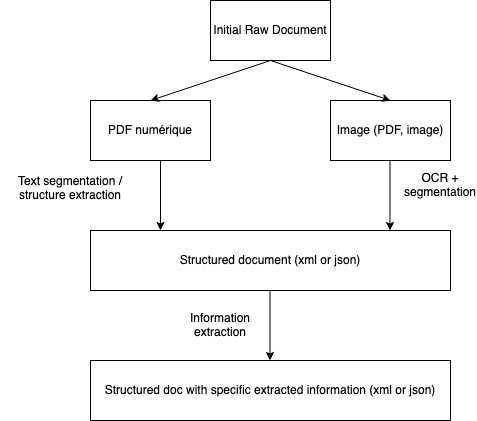 Initial Raw Document
PDF numérique
Image (PDF, image)
Text segmentation /
structure extraction
OCR +
segmentation
Structured document (xml or json)
Information
extraction
Structured doc with specific extracted information (xml or json)